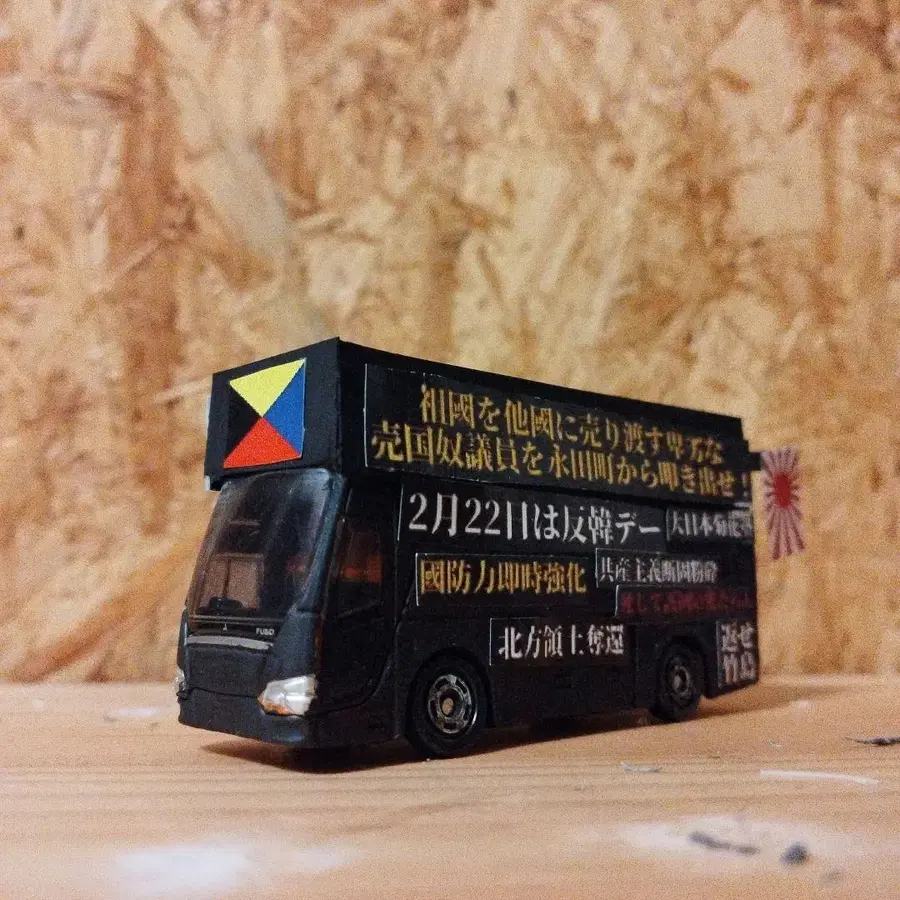 祖國を他國に売り渡す卑劣な
売国奴議員を永田町から叩き出せ!
2月22日は反韓デー
大日本菊花
國防力即時強化
共産主義断固粉砕
北方領土奪還
返せ
竹島
FUSO